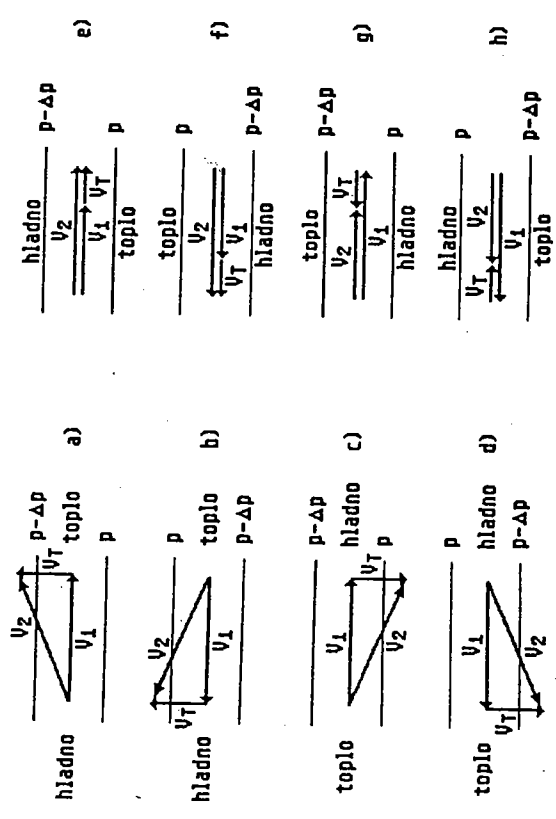 V2
p-Δp
VT
hladno toplo a)
V1
p
V2
p
VT
hladno toplo b)
V1
p-Δp
p-Δp
V1
toplo hladno c)
VT
p
V2
p
V1
toplo hladno d)
VT
p-Δp
V2
hladno p-Δp
V2
e)
V1 VT
toplo p
toplo p
V2
f)
VT V1
hladno p-Δp
toplo p-Δp
V2 VT
g)
V1
hladno p
hladno p
VT V2
h)
V1
toplo p-Δp